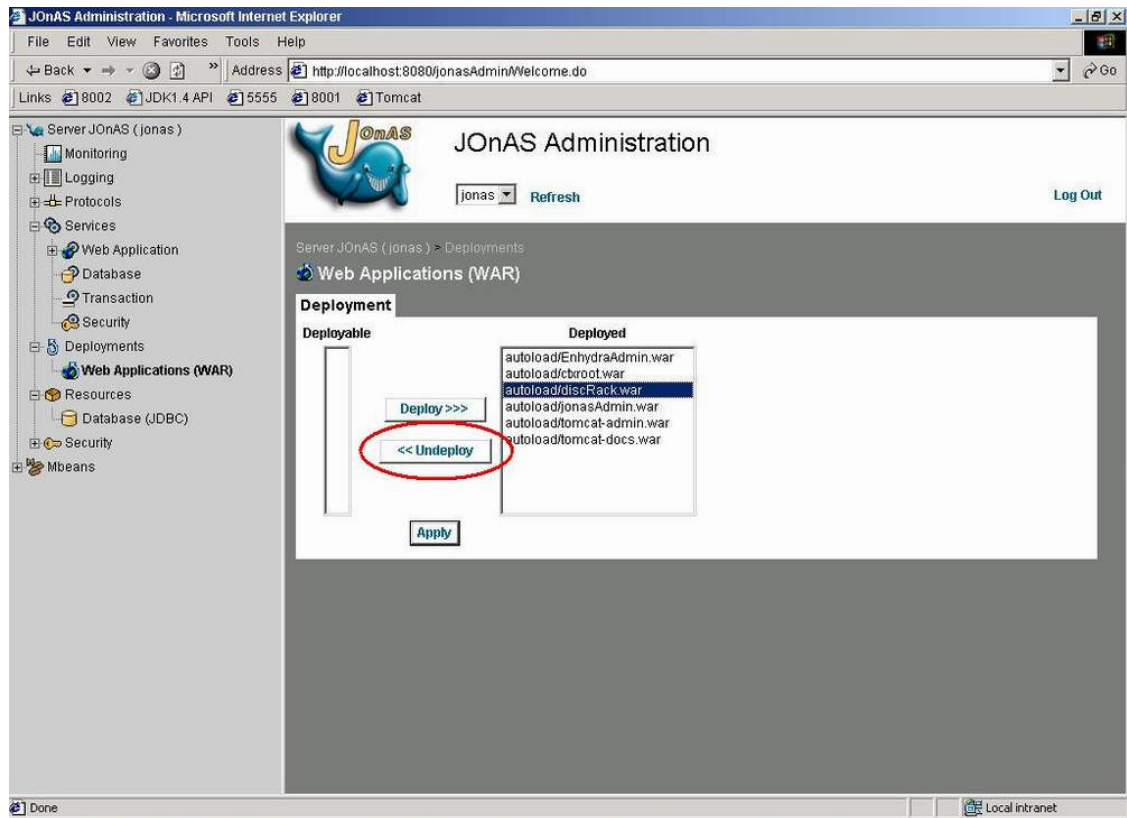 JOnAS Administration - Microsoft Internet Explorer
File Edit View Favorites Tools Help
Back » Address http://localhost:8080/jonasAdmin/Welcome.do Go
Links 8002 JDK1.4 API 5555 8001 Tomcat
Server JOnAS ( jonas )
Monitoring
Logging
Protocols
Services
Web Application
Database
Transaction
Security
Deployments
Web Applications (WAR)
Resources
Database (JDBC)
Security
Mbeans
JOnAS
JOnAS Administration
jonas Refresh Log Out
Server JOnAS ( jonas ) > Deployments
Web Applications (WAR)
Deployment
Deployable Deployed
autoload/EnhydraAdmin.war
autoload/ctxroot.war
autoload/discRack.war
autoload/jonasAdmin.war
autoload/tomcat-admin.war
autoload/tomcat-docs.war
Deploy >>>
<< Undeploy
Apply
Done Local intranet